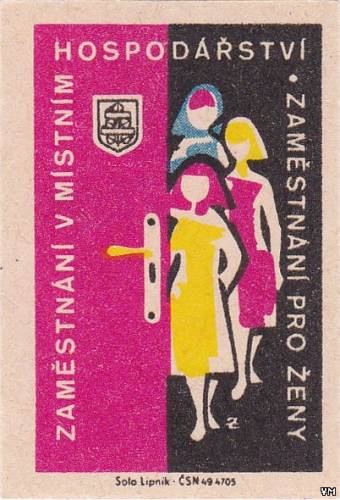 ZAMĚSTNÁNÍ V MÍSTNÍM
HOSPODÁŘSTVÍ •
ZAMĚSTNÁNÍ PRO ŽENY
Z
Solo Lipník · ČSN 49 4705
VM